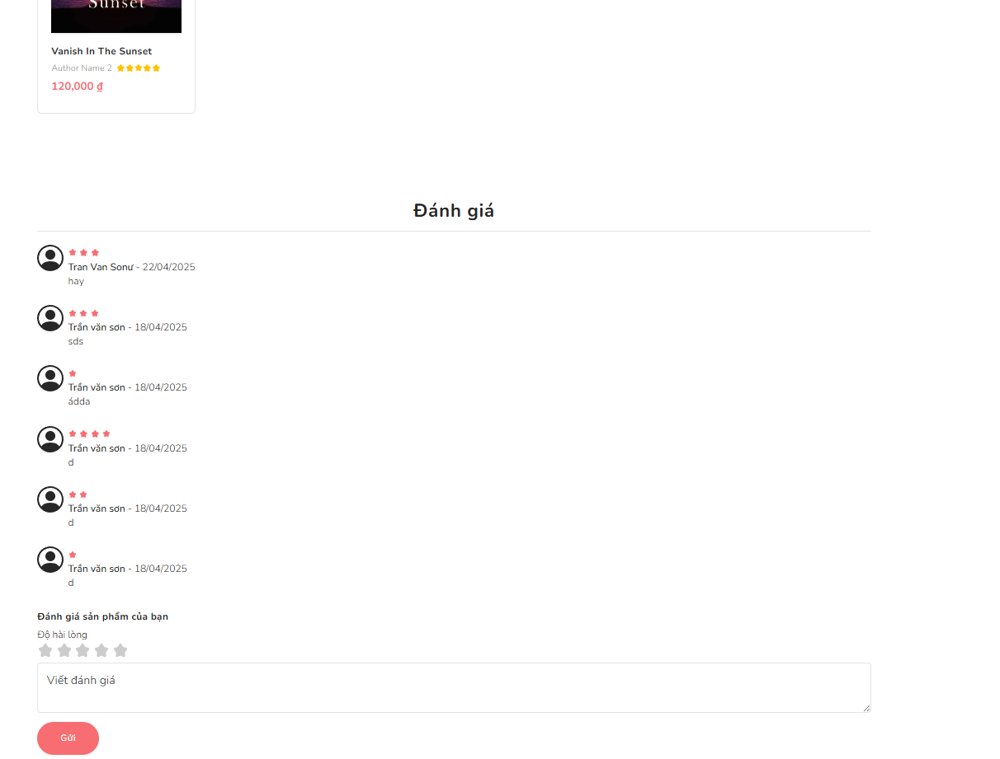 Sunset
Vanish In The Sunset
Author Name 2
120,000 ₫
Đánh giá
Tran Van Sonư - 22/04/2025
hay
Trần văn sơn - 18/04/2025
sds
Trần văn sơn - 18/04/2025
ádda
Trần văn sơn - 18/04/2025
d
Trần văn sơn - 18/04/2025
d
Trần văn sơn - 18/04/2025
d
Đánh giá sản phẩm của bạn
Độ hài lòng
Viết đánh giá
Gửi